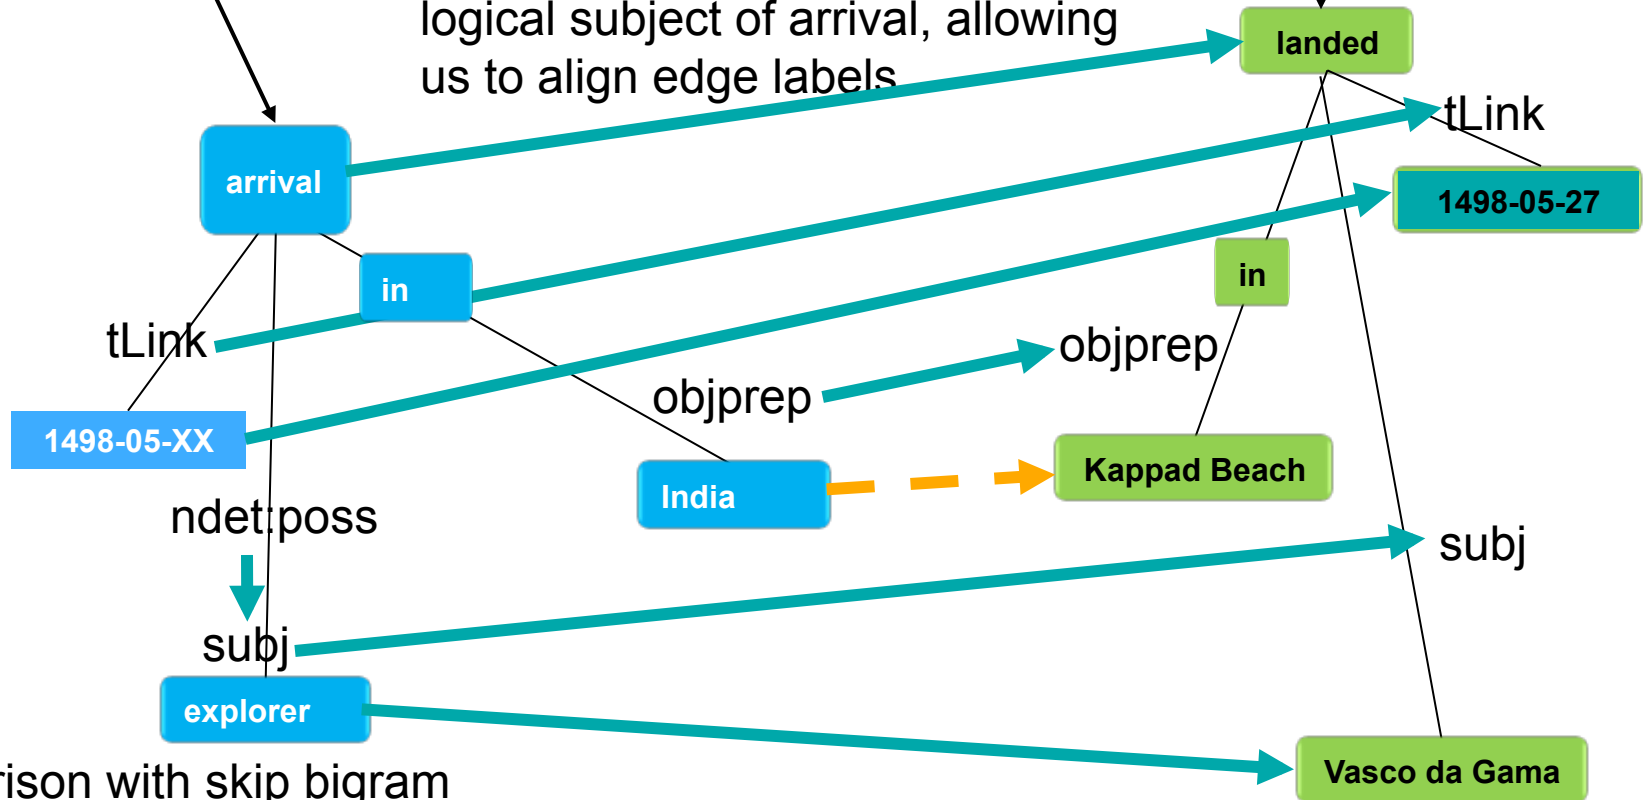 logical subject of arrival, allowing
us to align edge labels
landed
tLink
arrival
1498-05-27
in
in
tLink
objprep
objprep
1498-05-XX
Kappad Beach
India
ndet:poss
subj
subj
explorer
Vasco da Gama
rison with skip bigram